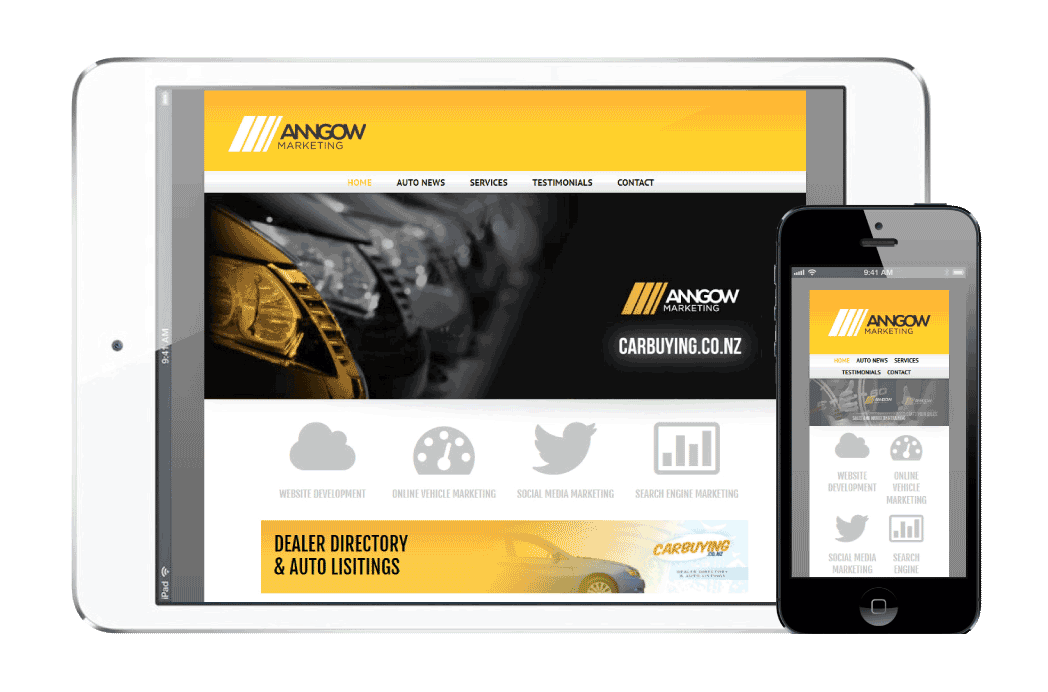 ANNGOW
MARKETING
HOME AUTO NEWS SERVICES TESTIMONIALS CONTACT
ANNGOW
MARKETING
CARBUYING.CO.NZ
WEBSITE DEVELOPMENT ONLINE VEHICLE MARKETING SOCIAL MEDIA MARKETING SEARCH ENGINE MARKETING
DEALER DIRECTORY
& AUTO LISITINGS
CARBUYING
.CO.NZ
DEALER DIRECTORY
& AUTO LISTINGS
9:41 AM
iPad
9:41 AM
ANNGOW
MARKETING
HOME AUTO NEWS SERVICES
TESTIMONIALS CONTACT
ANNGOW
WEBSITE
DEVELOPMENT
ONLINE
VEHICLE
MARKETING
SOCIAL MEDIA
MARKETING
SEARCH
ENGINE